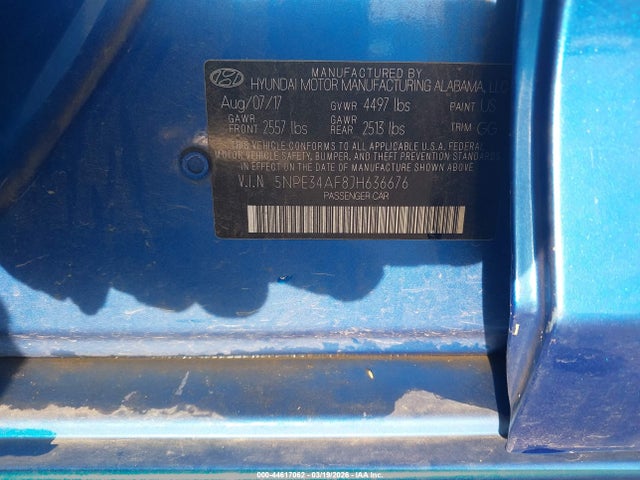 MANUFACTURED BY
HYUNDAI MOTOR MANUFACTURING ALABAMA, LLC
Aug/07/17 GVWR 4497 lbs PAINT US
GAWR FRONT 2557 lbs GAWR REAR 2513 lbs TRIM GG
THIS VEHICLE CONFORMS TO ALL APPLICABLE U.S.A. FEDERAL
MOTOR VEHICLE SAFETY, BUMPER, AND THEFT PREVENTION STANDARDS
IN EFFECT ON THE DATE OF MANUFACTURE SHOWN ABOVE
V.I.N 5NPE34AF8JH636676
PASSENGER CAR
000-44617062 - 03/19/2026 - IAA Inc.